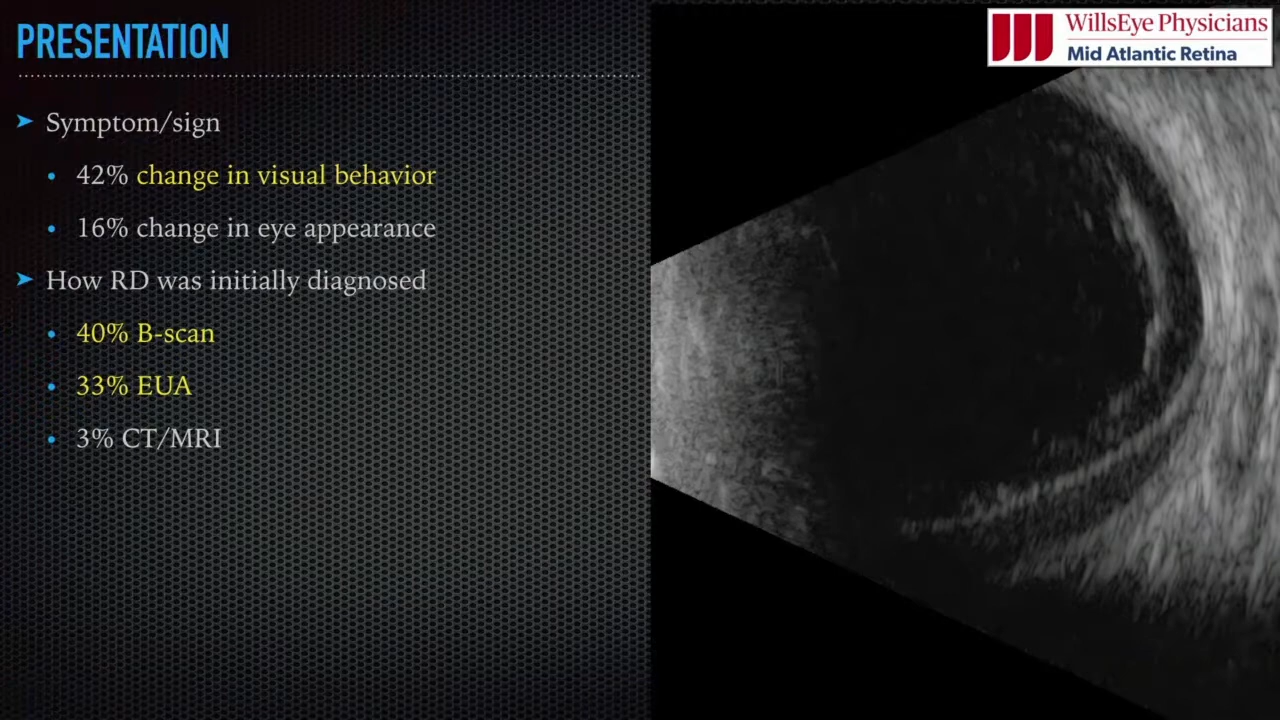 PRESENTATION
WillsEye Physicians
Mid Atlantic Retina
Symptom/sign
42% change in visual behavior
16% change in eye appearance
How RD was initially diagnosed
40% B-scan
33% EUA
3% CT/MRI